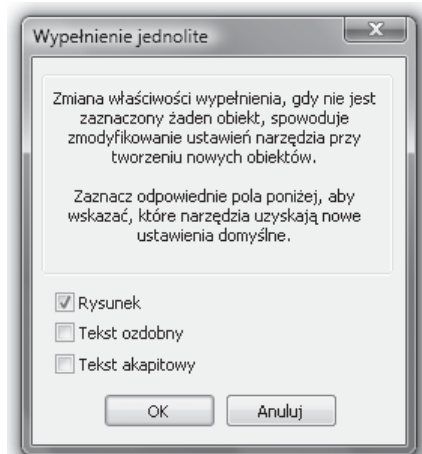 Wypełnienie jednolite
Zmiana właściwości wypełnienia, gdy nie jest
zaznaczony żaden obiekt, spowoduje
zmodyfikowanie ustawień narzędzia przy
tworzeniu nowych obiektów.
Zaznacz odpowiednie pola poniżej, aby
wskazać, które narzędzia uzyskają nowe
ustawienia domyślne.
Rysunek
Tekst ozdobny
Tekst akapitowy
OK Anuluj